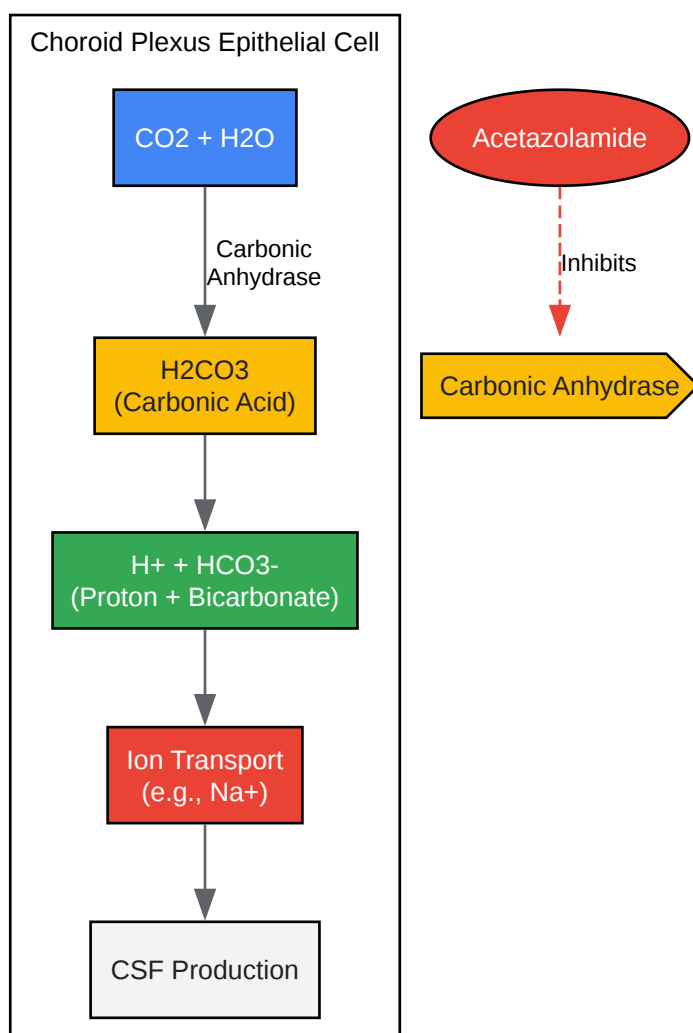 Choroid Plexus Epithelial Cell
CO2 + H2O
Acetazolamide
Carbonic
Anhydrase
Inhibits
H2CO3
(Carbonic Acid)
Carbonic Anhydrase
H+ + HCO3-
(Proton + Bicarbonate)
Ion Transport
(e.g., Na+)
CSF Production